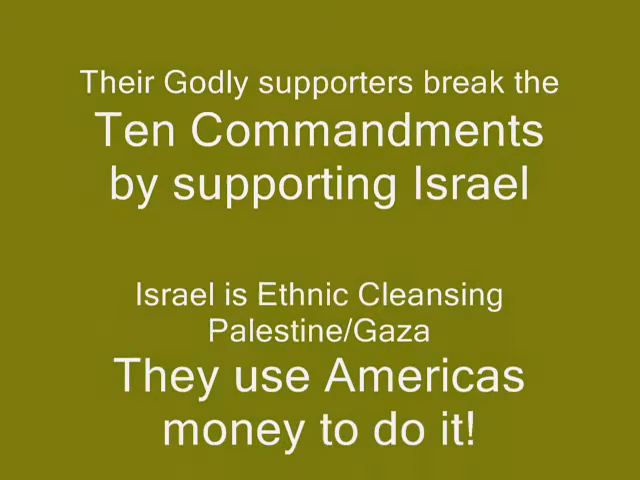 Their Godly supporters break the
Ten Commandments
by supporting Israel
Israel is Ethnic Cleansing
Palestine/Gaza
They use Americas
money to do it!